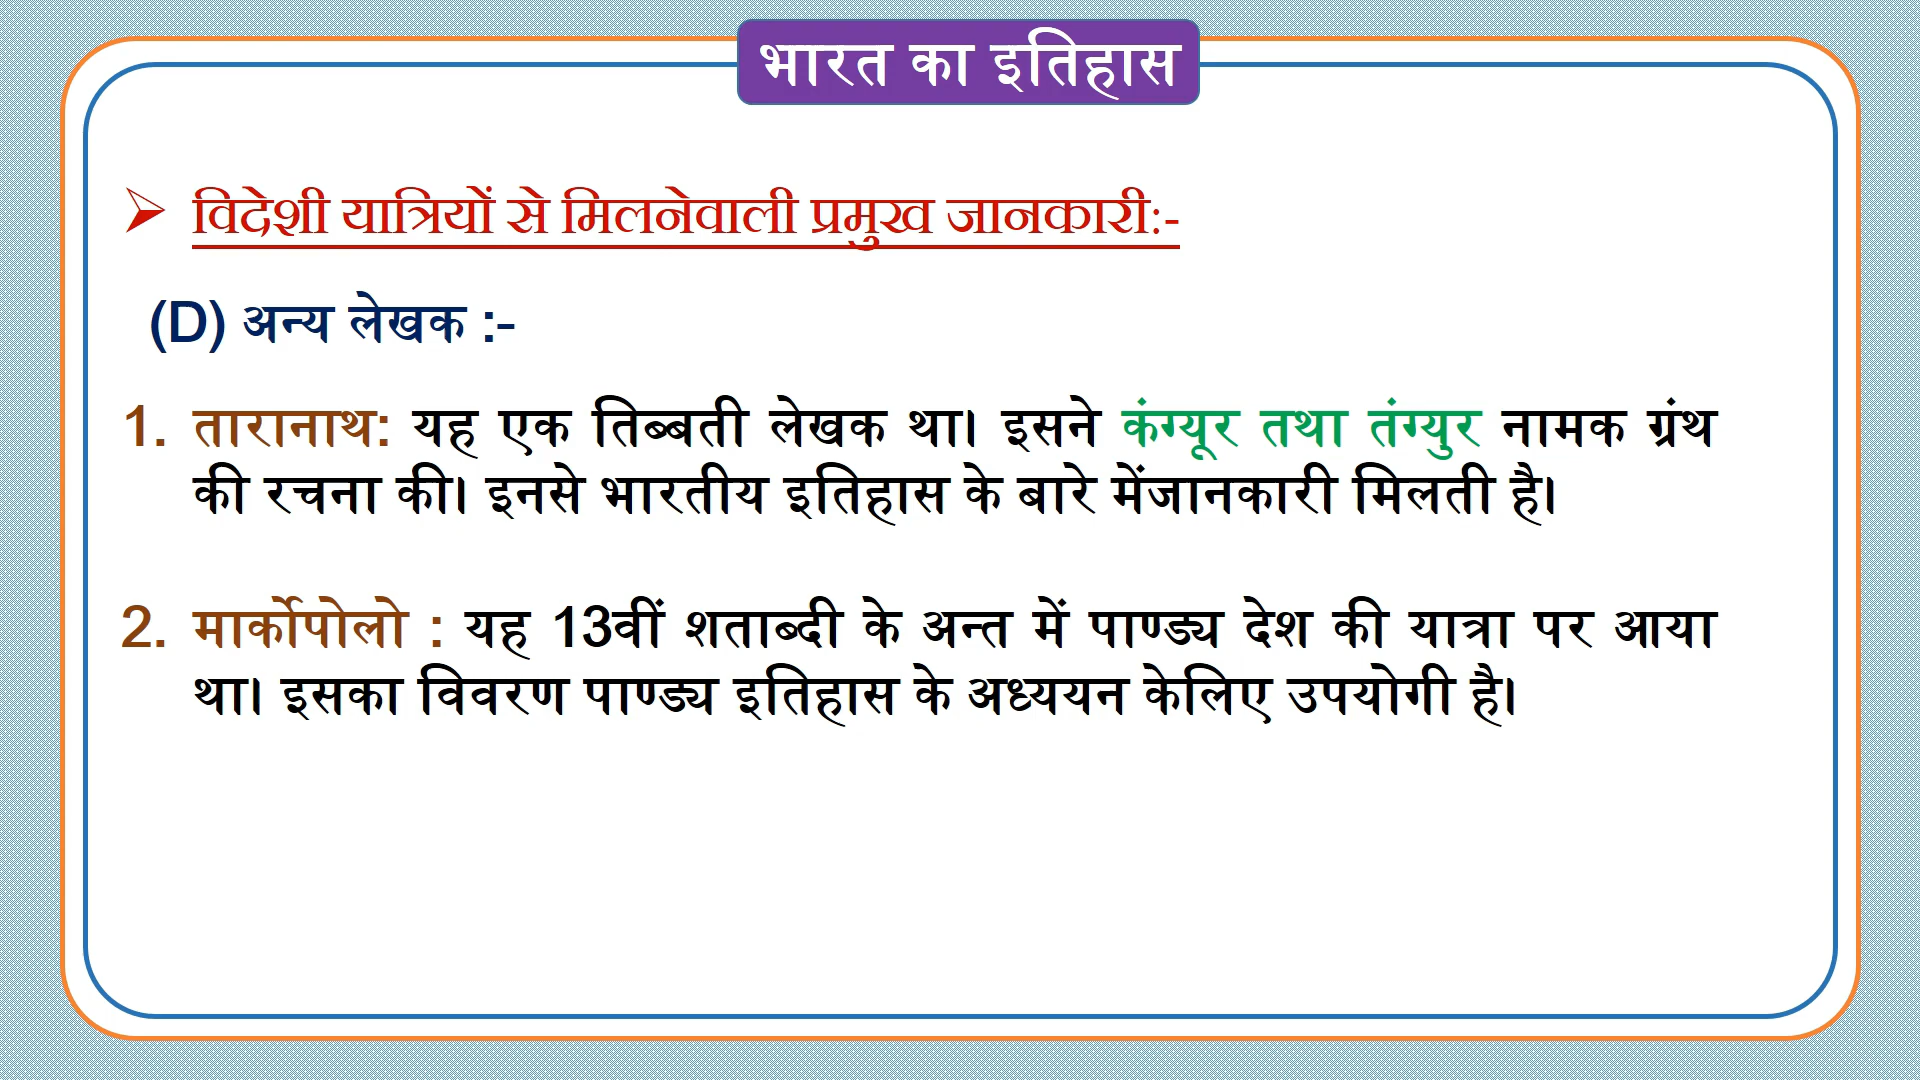 भारत का इतिहास
➢ विदेशी यात्रियों से मिलनेवाली प्रमुख जानकारी:-
(D) अन्य लेखक :-
1. तारानाथ: यह एक तिब्बती लेखक था। इसने कंग्यूर तथा तंग्युर नामक ग्रंथ
की रचना की। इनसे भारतीय इतिहास के बारे मेंजानकारी मिलती है।
2. मार्कोपोलो : यह 13वीं शताब्दी के अन्त में पाण्ड्य देश की यात्रा पर आया
था। इसका विवरण पाण्ड्य इतिहास के अध्ययन केलिए उपयोगी है।